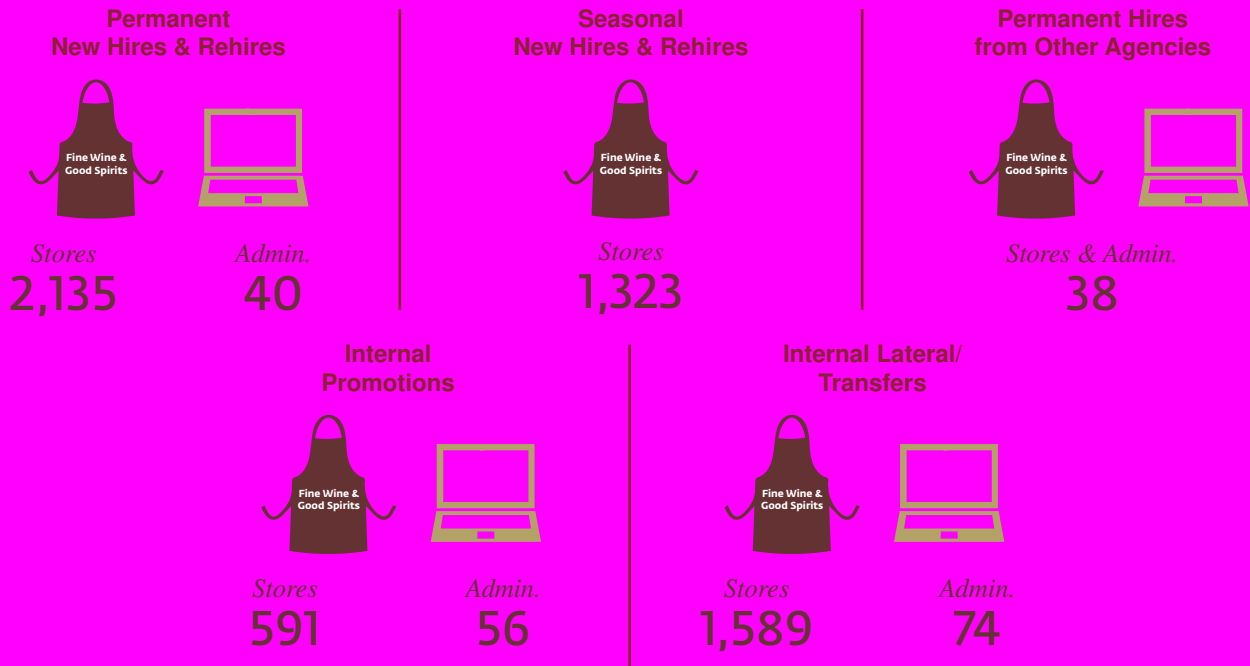 Permanent
New Hires & Rehires
Fine Wine &
Good Spirits
Stores
2,135
Admin.
40
Seasonal
New Hires & Rehires
Fine Wine &
Good Spirits
Stores
1,323
Permanent Hires
from Other Agencies
Fine Wine &
Good Spirits
Stores & Admin.
38
Internal
Promotions
Fine Wine &
Good Spirits
Stores
591
Admin.
56
Internal Lateral/
Transfers
Fine Wine &
Good Spirits
Stores
1,589
Admin.
74